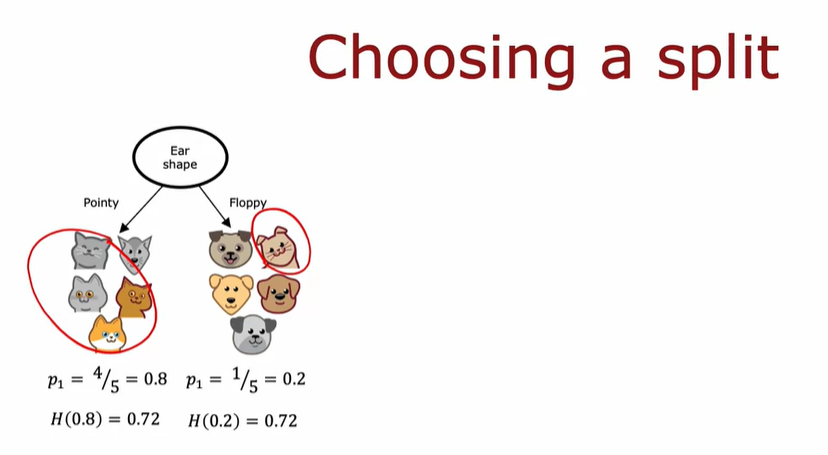 Choosing a split
Ear
shape
Pointy
Floppy
p₁ = 4/5 = 0.8
p₁ = 1/5 = 0.2
H(0.8) = 0.72
H(0.2) = 0.72